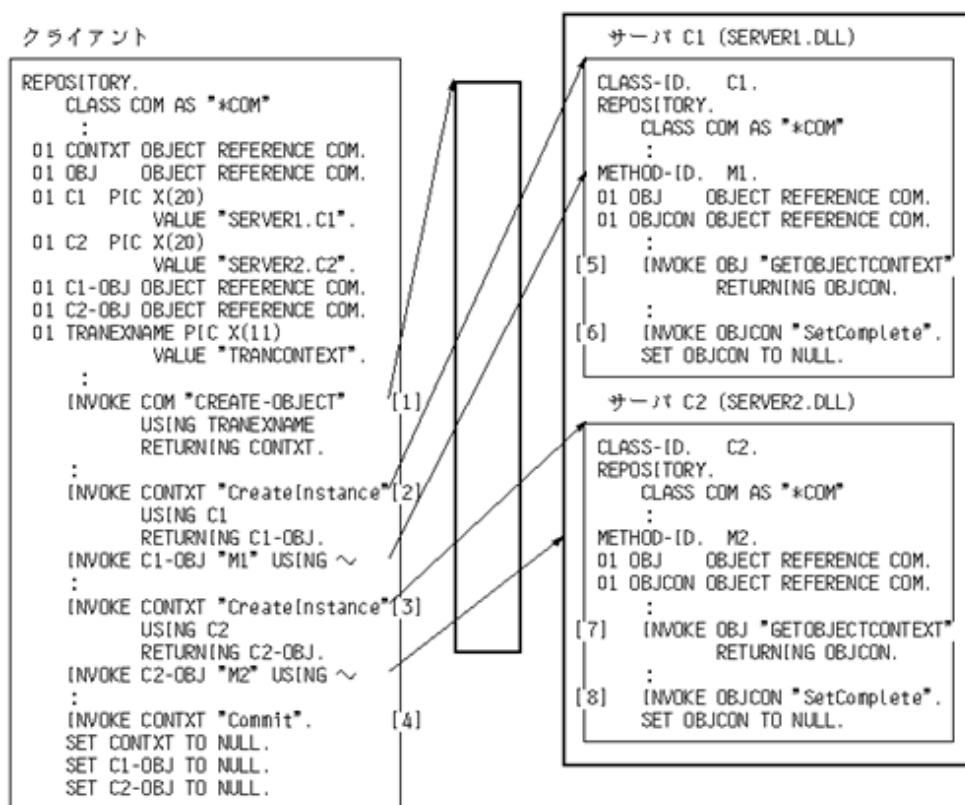 クライアント
REPOSITORY.
CLASS COM AS "*COM"
:
01 CONTXT OBJECT REFERENCE COM.
01 OBJ OBJECT REFERENCE COM.
01 C1 PIC X(20)
VALUE "SERVER1.C1".
01 C2 PIC X(20)
VALUE "SERVER2.C2".
01 C1-OBJ OBJECT REFERENCE COM.
01 C2-OBJ OBJECT REFERENCE COM.
01 TRANEXNAME PIC X(11)
VALUE "TRANCONTEXT".
:
INVOKE COM "CREATE-OBJECT" [1]
USING TRANEXNAME
RETURNING CONTXT.
:
INVOKE CONTXT "CreateInstance" [2]
USING C1
RETURNING C1-OBJ.
INVOKE C1-OBJ "M1" USING ～
:
INVOKE CONTXT "CreateInstance" [3]
USING C2
RETURNING C2-OBJ.
INVOKE C2-OBJ "M2" USING ～
:
INVOKE CONTXT "Commit". [4]
SET CONTXT TO NULL.
SET C1-OBJ TO NULL.
SET C2-OBJ TO NULL.
サーバ C1 (SERVER1.DLL)
CLASS-ID. C1.
REPOSITORY.
CLASS COM AS "*COM"
:
METHOD-ID. M1.
01 OBJ OBJECT REFERENCE COM.
01 OBJCON OBJECT REFERENCE COM.
:
[5] INVOKE OBJ "GETOBJECTCONTEXT"
RETURNING OBJCON.
:
[6] INVOKE OBJCON "SetComplete".
SET OBJCON TO NULL.
サーバ C2 (SERVER2.DLL)
CLASS-ID. C2.
REPOSITORY.
CLASS COM AS "*COM"
:
METHOD-ID. M2.
01 OBJ OBJECT REFERENCE COM.
01 OBJCON OBJECT REFERENCE COM.
:
[7] INVOKE OBJ "GETOBJECTCONTEXT"
RETURNING OBJCON.
:
[8] INVOKE OBJCON "SetComplete".
SET OBJCON TO NULL.